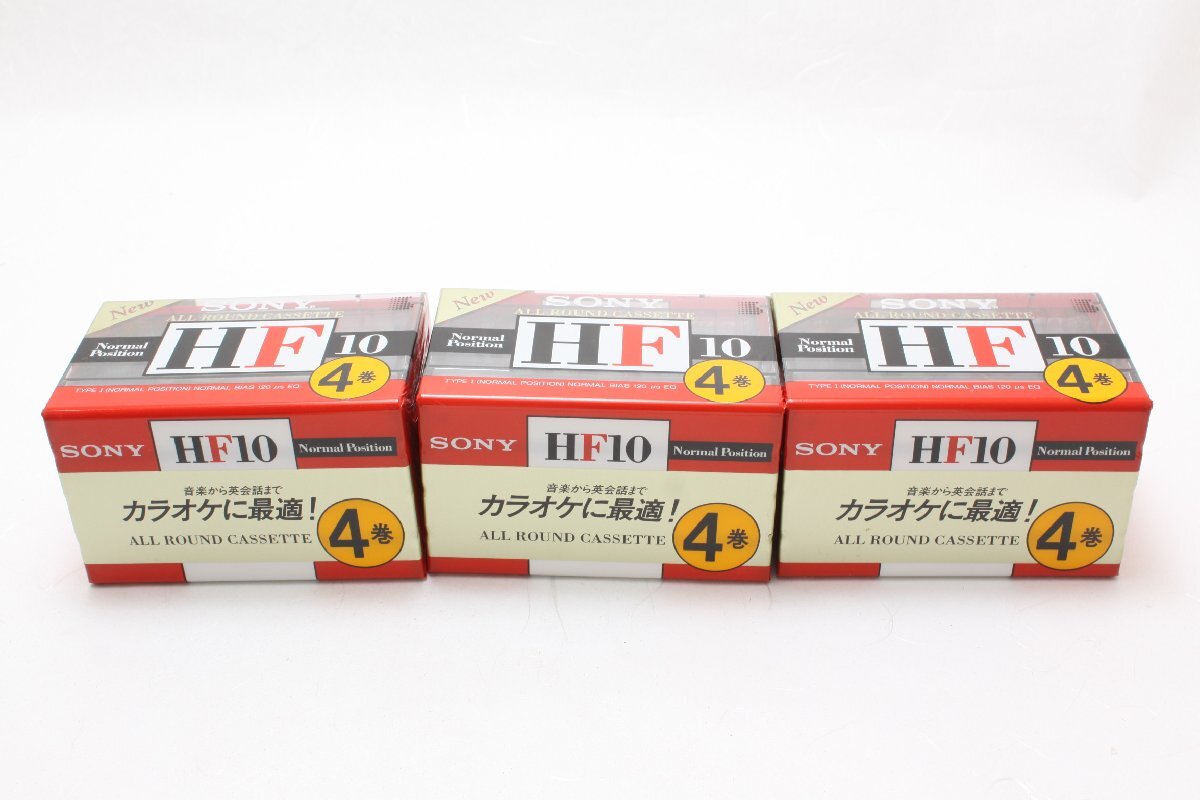 New
SONY
ALL ROUND CASSETTE
Normal
Position
HF
10
4巻
TYPE I (NORMAL POSITION) NORMAL BIAS 120 μs EQ
SONY
HF10
Normal Position
音楽から英会話まで
カラオケに最適!
ALL ROUND CASSETTE
4巻
New
SONY
ALL ROUND CASSETTE
Normal
Position
HF
10
4巻
TYPE I (NORMAL POSITION) NORMAL BIAS 120 μs EQ
SONY
HF10
Normal Position
音楽から英会話まで
カラオケに最適!
ALL ROUND CASSETTE
4巻
New
SONY
ALL ROUND CASSETTE
Normal
Position
HF
10
4巻
TYPE I (NORMAL POSITION) NORMAL BIAS 120 μs EQ
SONY
HF10
Normal Position
音楽から英会話まで
カラオケに最適!
ALL ROUND CASSETTE
4巻